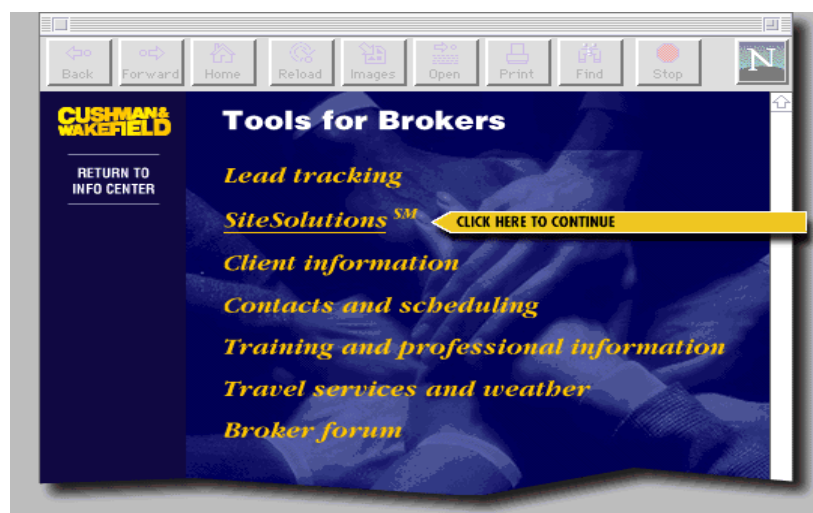 Back Forward Home Reload Images Open Print Find Stop N
CUSHMAN&
WAKEFIELD
Tools for Brokers
RETURN TO
INFO CENTER
Lead tracking
SiteSolutions SM
CLICK HERE TO CONTINUE
Client information
Contacts and scheduling
Training and professional information
Travel services and weather
Broker forum